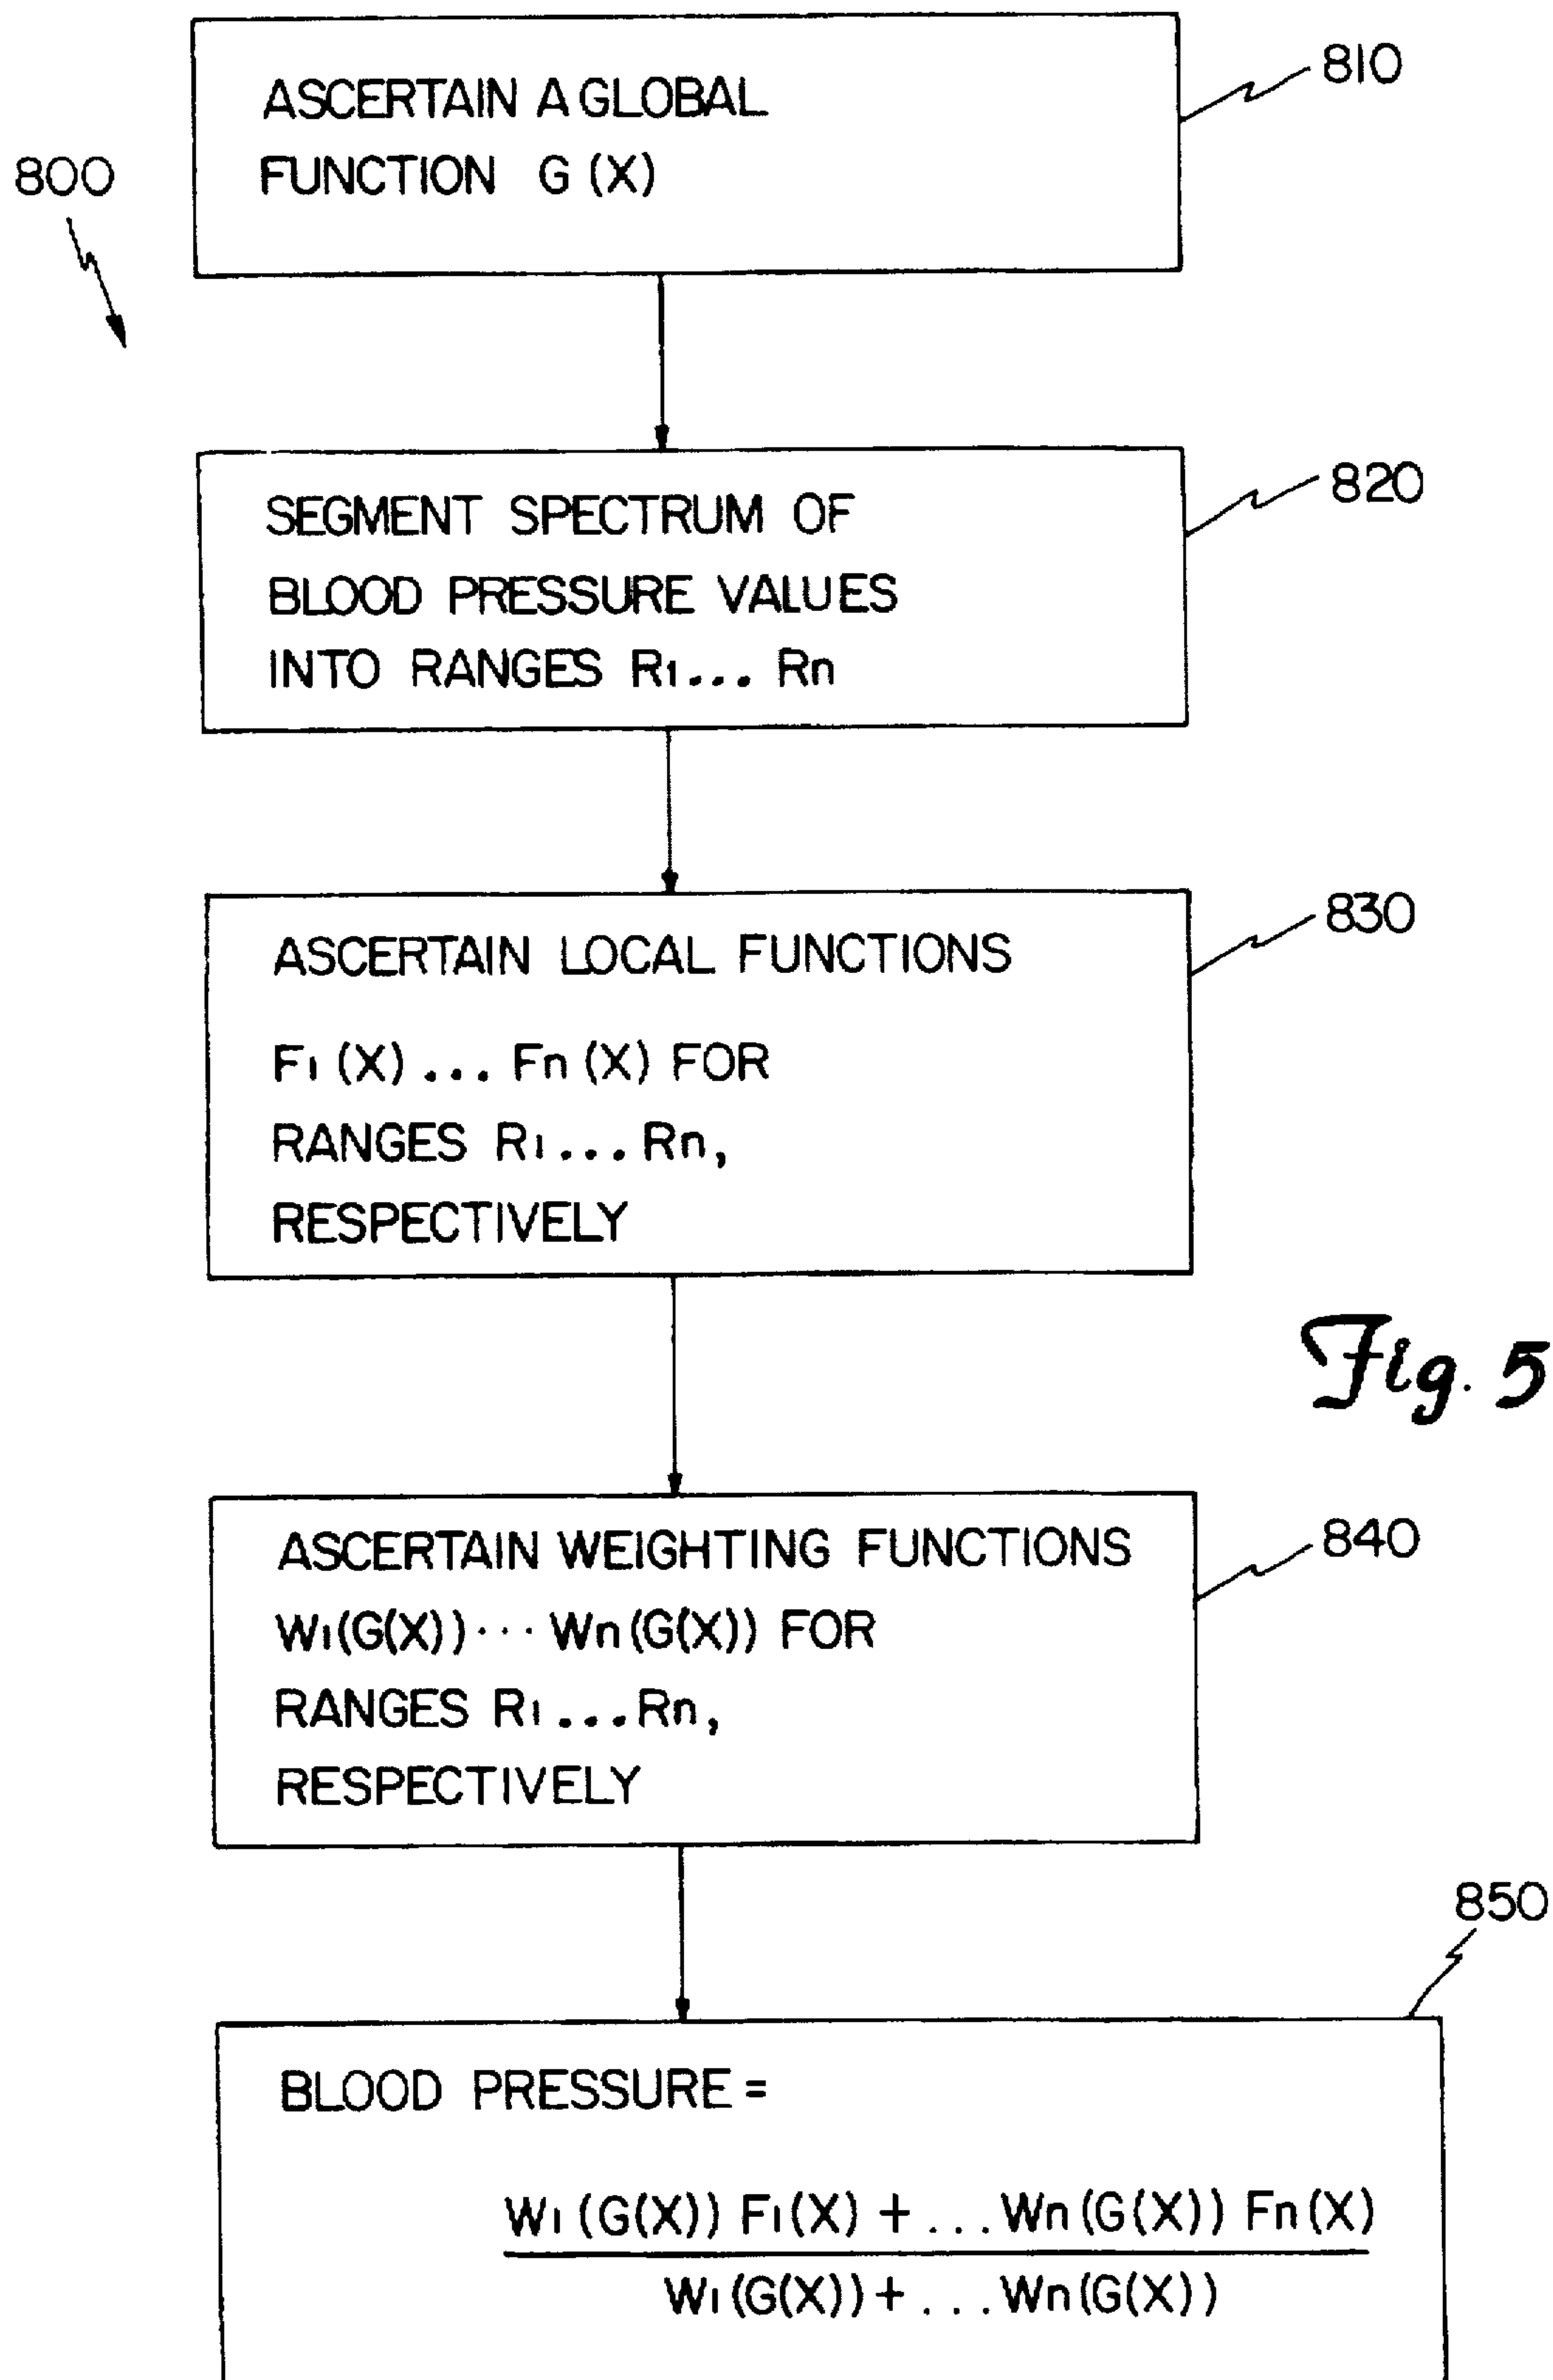 ASCERTAIN A GLOBAL
FUNCTION G (X)
810
800
SEGMENT SPECTRUM OF
BLOOD PRESSURE VALUES
INTO RANGES R1... Rn
820
ASCERTAIN LOCAL FUNCTIONS
F1 (X) ... Fn (X) FOR
RANGES R1...Rn,
RESPECTIVELY
830
Fig. 5
ASCERTAIN WEIGHTING FUNCTIONS
W1(G(X))... Wn(G(X)) FOR
RANGES R1...Rn,
RESPECTIVELY
840
850
BLOOD PRESSURE=
W1(G(X)) F1(X) + ...Wn(G(X)) Fn(X)
W1(G(X))+ ...Wn(G(X))